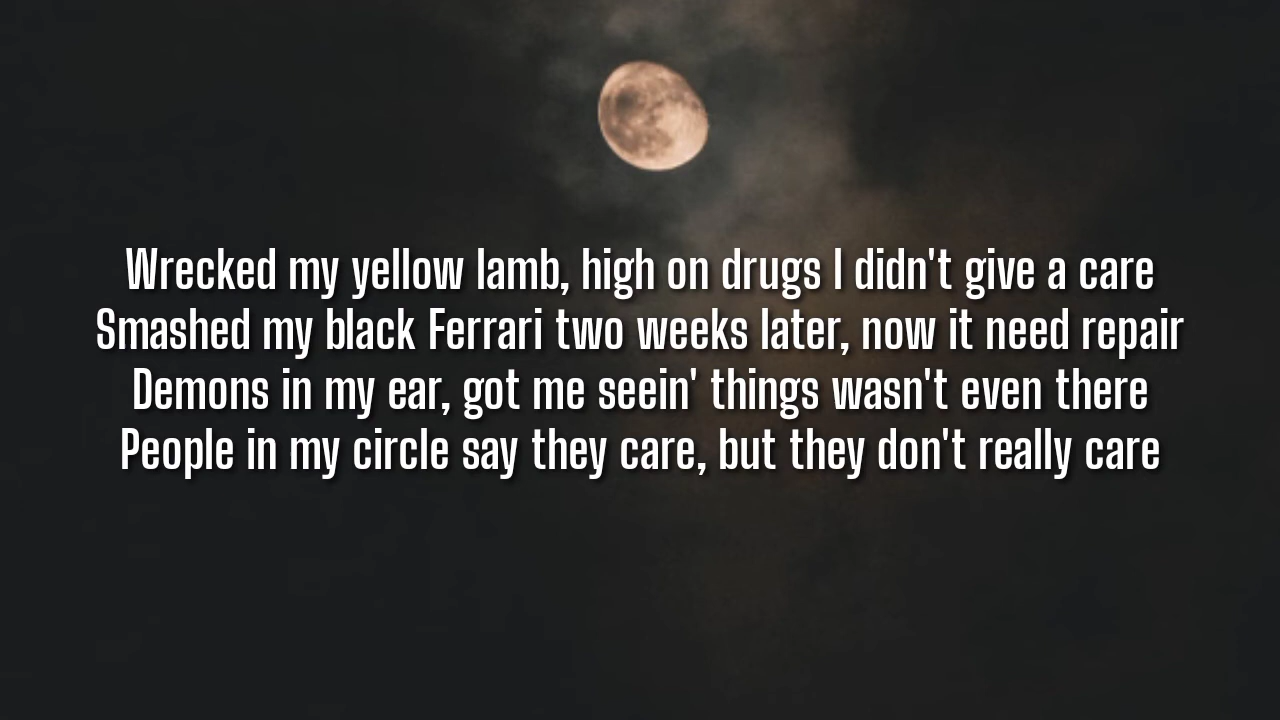 Wrecked my yellow lamb, high on drugs I didn't give a care
Smashed my black Ferrari two weeks later, now it need repair
Demons in my ear, got me seein' things wasn't even there
People in my circle say they care, but they don't really care